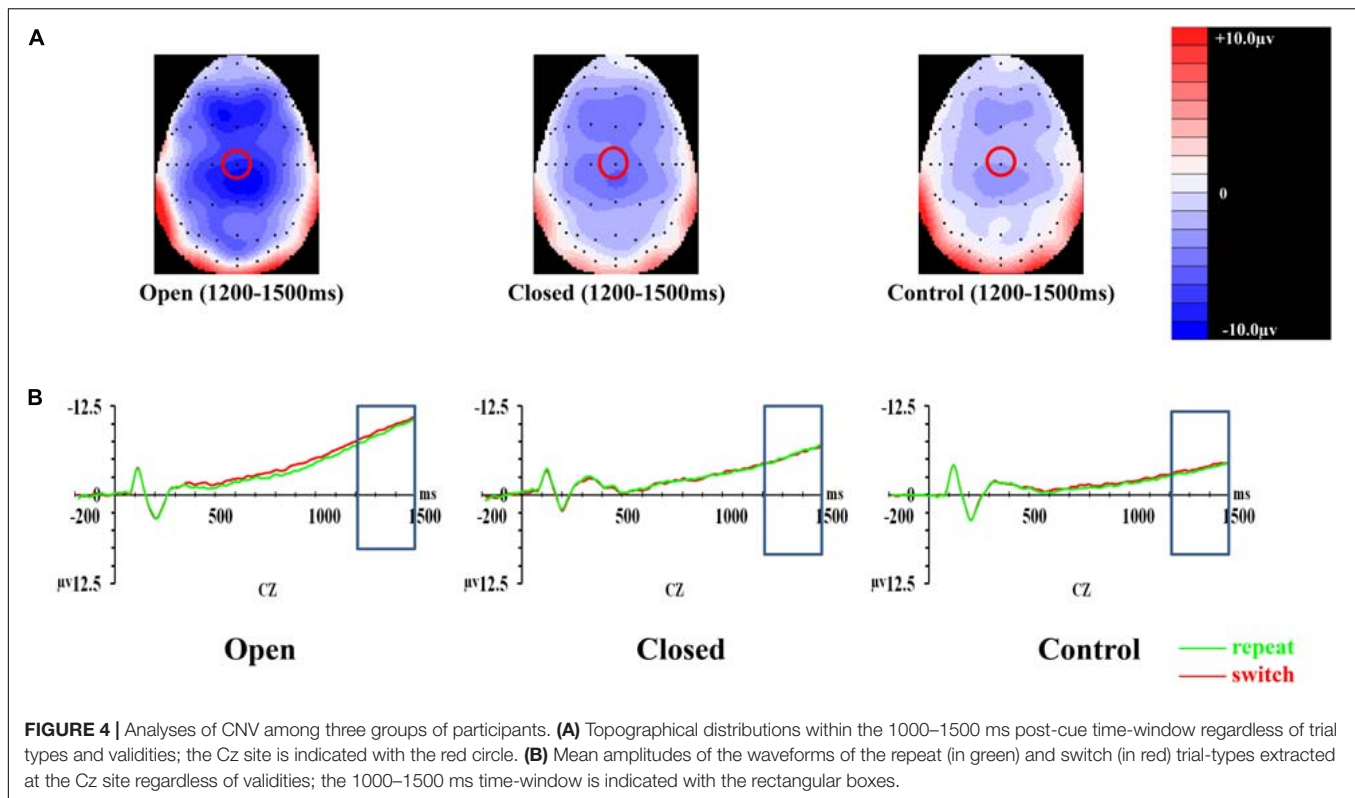 A
+10.0μv
0
-10.0μv
Open (1200-1500ms)
Closed (1200-1500ms)
Control (1200-1500ms)
B
-12.5
0
-200
500
1000
1500
ms
μv12.5
CZ
Open
-12.5
0
-200
500
1000
1500
ms
μv12.5
CZ
Closed
-12.5
0
-200
500
1000
1500
ms
μv12.5
CZ
Control
repeat
switch
FIGURE 4 | Analyses of CNV among three groups of participants. (A) Topographical distributions within the 1000–1500 ms post-cue time-window regardless of trial
types and validities; the Cz site is indicated with the red circle. (B) Mean amplitudes of the waveforms of the repeat (in green) and switch (in red) trial-types extracted
at the Cz site regardless of validities; the 1000–1500 ms time-window is indicated with the rectangular boxes.